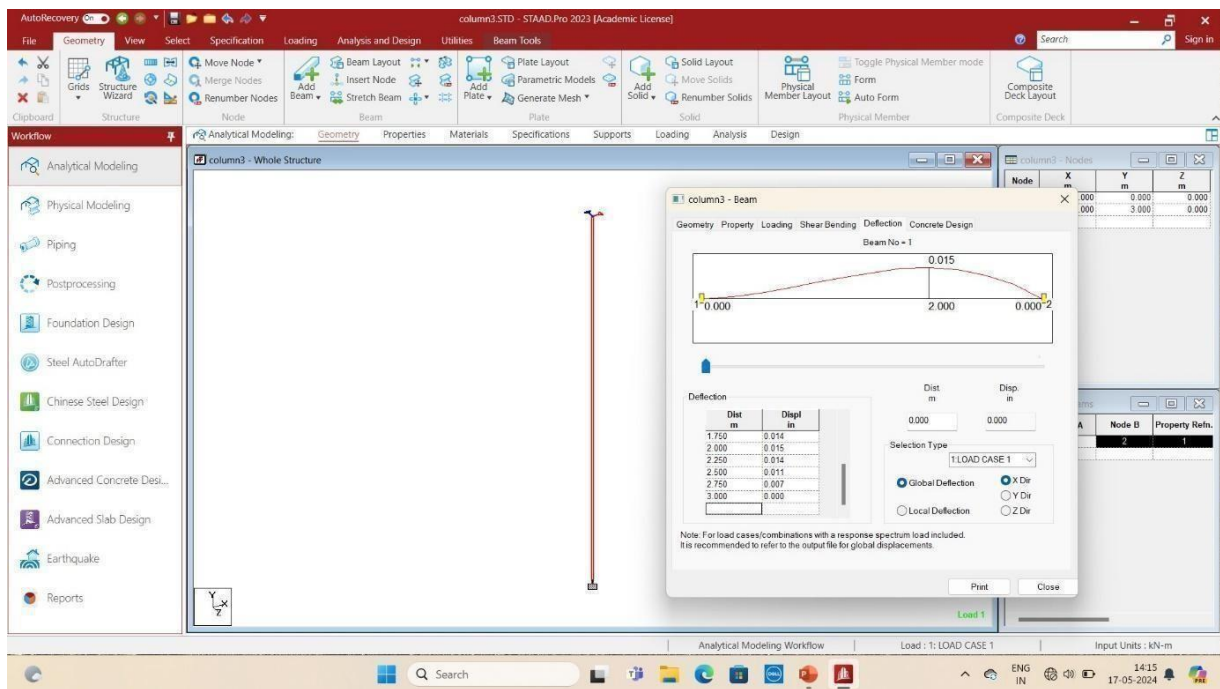 AutoRecovery On column3.STD - STAAD.Pro 2023 [Academic License]
File Geometry View Select Specification Loading Analysis and Design Utilities Beam Tools Search Sign in
Move Node Beam Layout Plate Layout Solid Layout Toggle Physical Member mode
Merge Nodes Insert Node Parametric Models Move Solids Form
Renumber Nodes Stretch Beam Generate Mesh Renumber Solids Auto Form
Grids Structure Wizard Add Beam Add Plate Add Solid Physical Member Layout Composite Deck Layout
Clipboard Structure Node Beam Plate Solid Physical Member Composite Deck
Workflow
Analytical Modeling: Geometry Properties Materials Specifications Supports Loading Analysis Design
Analytical Modeling
Physical Modeling
Piping
Postprocessing
Foundation Design
Steel AutoDrafter
Chinese Steel Design
Connection Design
Advanced Concrete Desi...
Advanced Slab Design
Earthquake
Reports
column3 - Whole Structure
Y
X
Z
Load 1
column3 - Beam
Geometry Property Loading Shear Bending Deflection Concrete Design
Beam No = 1
0.015
1 0.000 2.000 0.000 2
Dist Disp.
m in
0.000 0.000
Deflection
Dist Displ
m in
1.750 0.014
2.000 0.015
2.250 0.014
2.500 0.011
2.750 0.007
3.000 0.000
Selection Type
1:LOAD CASE 1
Global Deflection X Dir
Y Dir
Local Deflection Z Dir
Note: For load cases/combinations with a response spectrum load included.
It is recommended to refer to the output file for global displacements.
Print Close
column3 - Nodes
Node X Y Z
m m m
000 0.000 0.000
000 3.000 0.000
ams
A Node B Property Refn.
2 1
Analytical Modeling Workflow Load : 1: LOAD CASE 1 Input Units : kN-m
Search
DELL
PRE
ENG
IN
14:15
17-05-2024